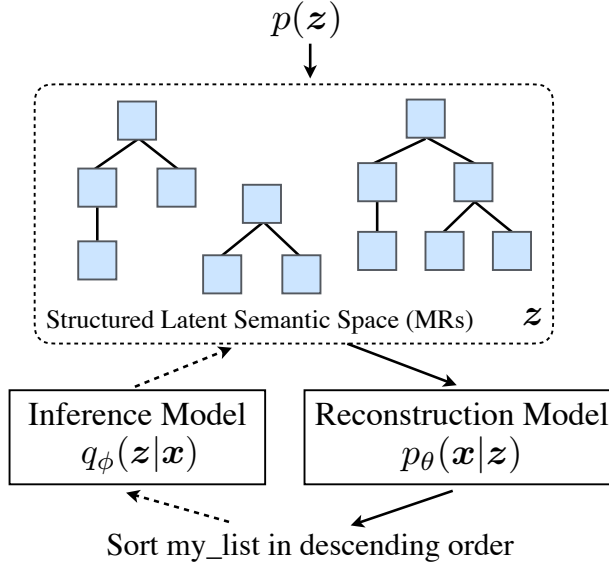 p(z)
Structured Latent Semantic Space (MRs) z
Inference Model
qϕ(z|x)
Reconstruction Model
pθ(x|z)
Sort my_list in descending order